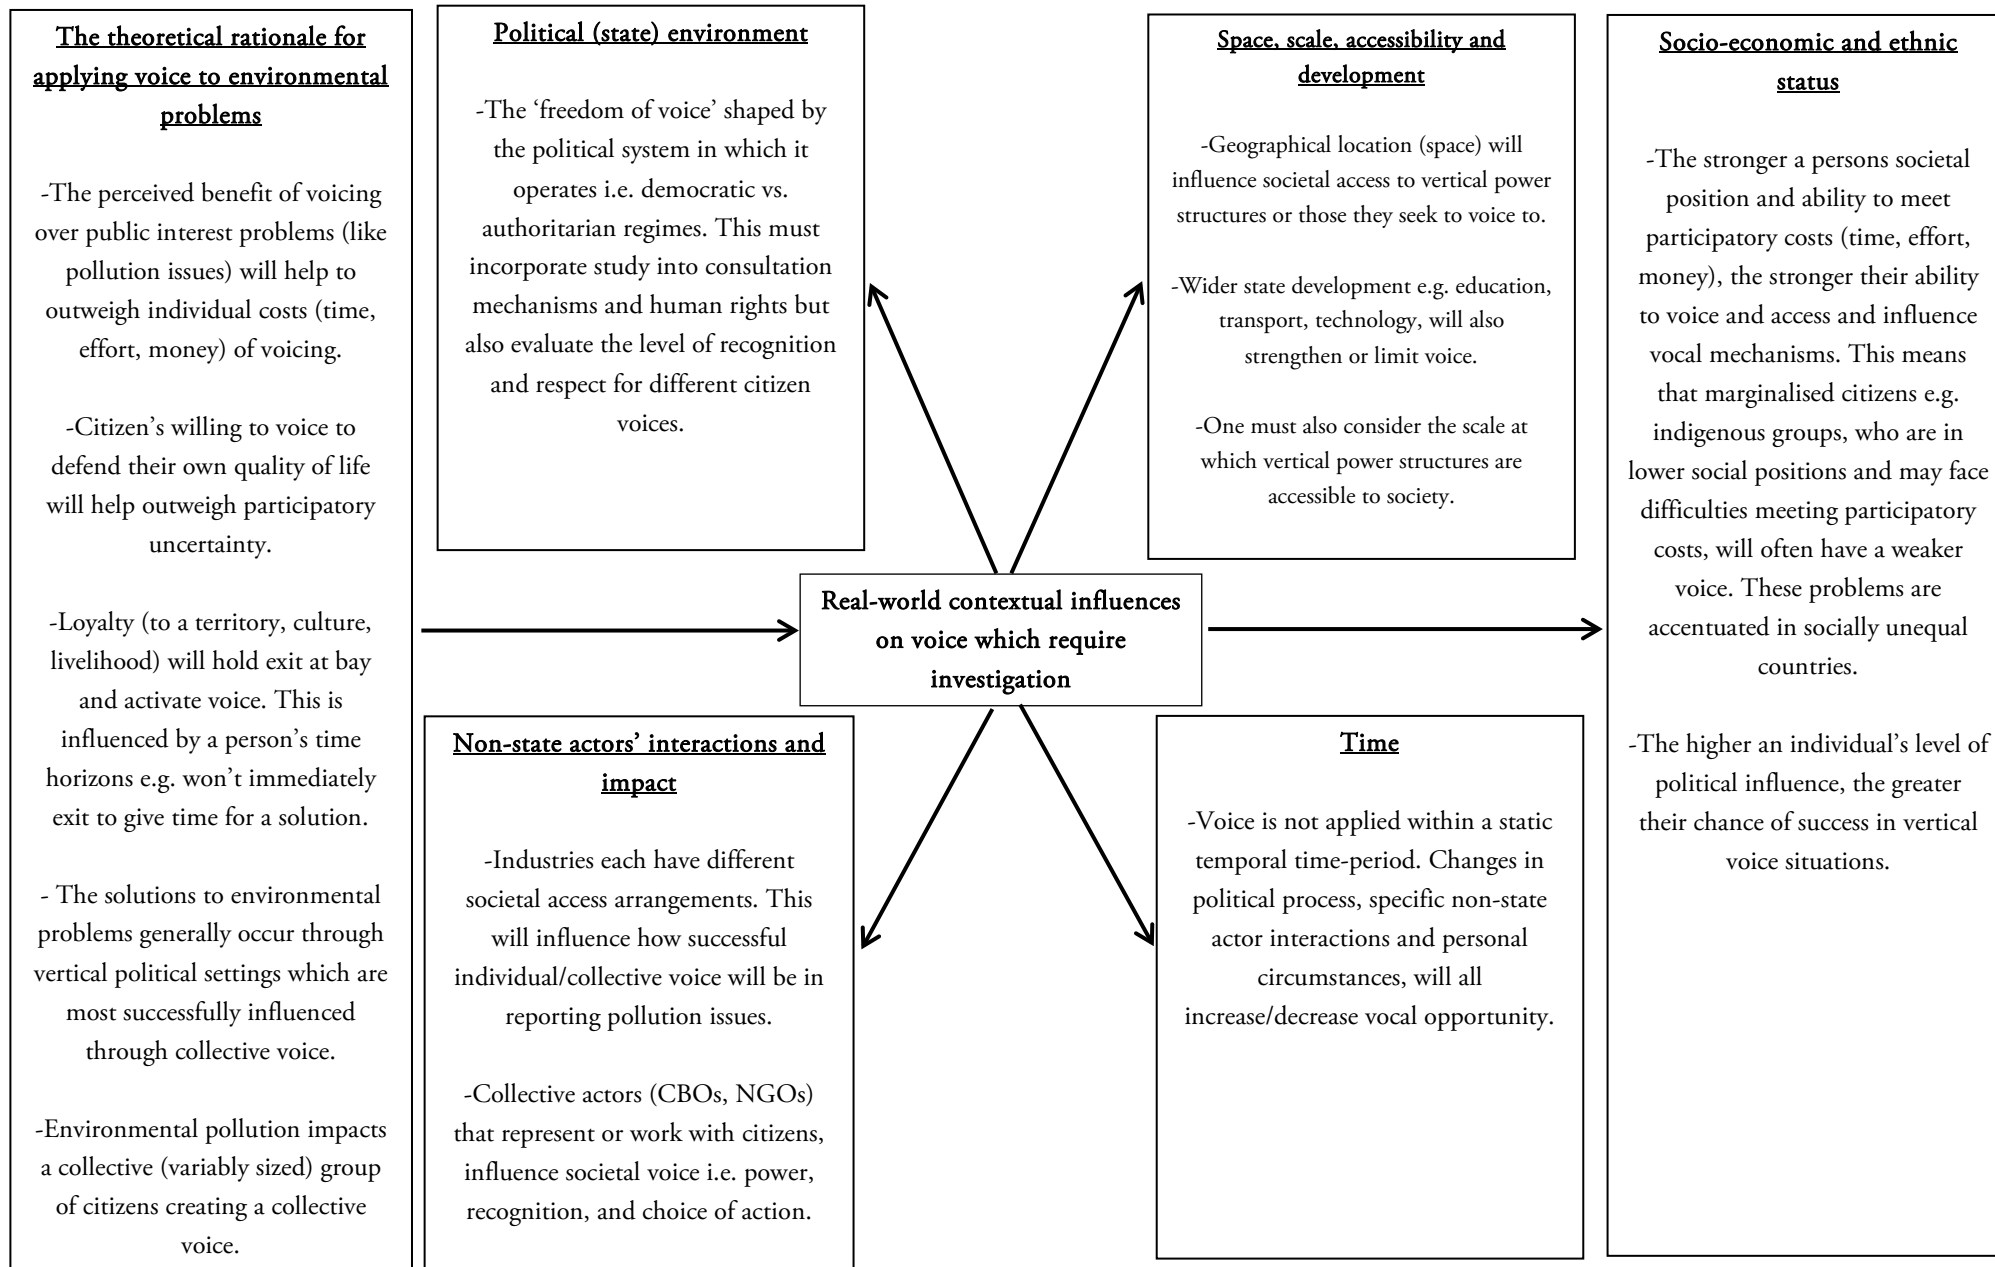 The theoretical rationale for
applying voice to environmental
problems
-The perceived benefit of voicing
over public interest problems (like
pollution issues) will help to
outweigh individual costs (time,
effort, money) of voicing.
-Citizen’s willing to voice to
defend their own quality of life
will help outweigh participatory
uncertainty.
-Loyalty (to a territory, culture,
livelihood) will hold exit at bay
and activate voice. This is
influenced by a person’s time
horizons e.g. won’t immediately
exit to give time for a solution.
- The solutions to environmental
problems generally occur through
vertical political settings which are
most successfully influenced
through collective voice.
-Environmental pollution impacts
a collective (variably sized) group
of citizens creating a collective
voice.
Political (state) environment
-The ‘freedom of voice’ shaped by
the political system in which it
operates i.e. democratic vs.
authoritarian regimes. This must
incorporate study into consultation
mechanisms and human rights but
also evaluate the level of recognition
and respect for different citizen
voices.
Space, scale, accessibility and
development
-Geographical location (space) will
influence societal access to vertical power
structures or those they seek to voice to.
-Wider state development e.g. education,
transport, technology, will also
strengthen or limit voice.
-One must also consider the scale at
which vertical power structures are
accessible to society.
Socio-economic and ethnic
status
-The stronger a persons societal
position and ability to meet
participatory costs (time, effort,
money), the stronger their ability
to voice and access and influence
vocal mechanisms. This means
that marginalised citizens e.g.
indigenous groups, who are in
lower social positions and may face
difficulties meeting participatory
costs, will often have a weaker
voice. These problems are
accentuated in socially unequal
countries.
-The higher an individual’s level of
political influence, the greater
their chance of success in vertical
voice situations.
Real-world contextual influences
on voice which require
investigation
Non-state actors’ interactions and
impact
-Industries each have different
societal access arrangements. This
will influence how successful
individual/collective voice will be in
reporting pollution issues.
-Collective actors (CBOs, NGOs)
that represent or work with citizens,
influence societal voice i.e. power,
recognition, and choice of action.
Time
-Voice is not applied within a static
temporal time-period. Changes in
political process, specific non-state
actor interactions and personal
circumstances, will all
increase/decrease vocal opportunity.